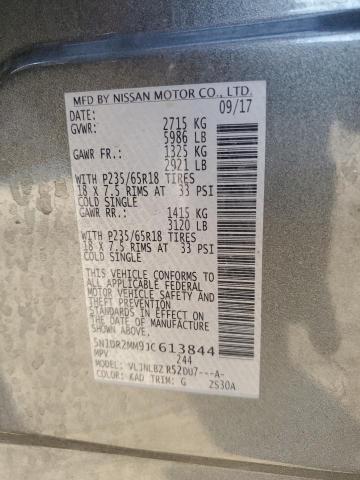 MFD BY NISSAN MOTOR CO., LTD.
DATE: 09/17
GVWR: 2715 KG
5986 LB
GAWR FR.: 1325 KG
2921 LB
WITH P235/65R18 TIRES
18 X 7.5 RIMS AT 33 PSI
COLD SINGLE
GAWR RR.: 1415 KG
3120 LB
WITH P235/65R18 TIRES
18 X 7.5 RIMS AT 33 PSI
COLD SINGLE
THIS VEHICLE CONFORMS TO
ALL APPLICABLE FEDERAL
MOTOR VEHICLE SAFETY
AND THEFT PREVENTION
STANDARDS IN EFFECT ON
THE DATE OF MANUFACTURE
SHOWN ABOVE.
5N1DR2MM9JC613844
MPV 244
MODEL: VLJNLBZ R52DU7---A-
COLOR: KAD TRIM: G 2S30A